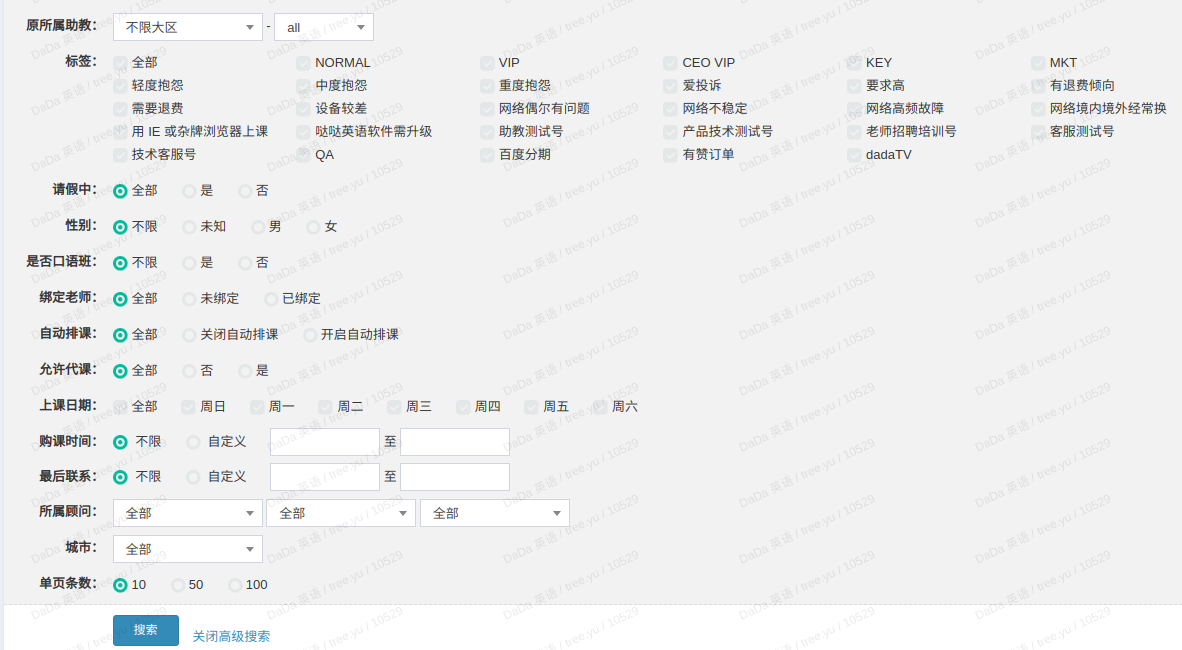 原所属助教： 不限大区 - all
标签： 全部 NORMAL VIP CEO VIP KEY MKT
轻度抱怨 中度抱怨 重度抱怨 爱投诉 要求高 有退费倾向
需要退费 设备较差 网络偶尔有问题 网络不稳定 网络高频故障 网络境内境外经常换
用 IE 或杂牌浏览器上课 哒哒英语软件需升级 助教测试号 产品技术测试号 老师招聘培训号 客服测试号
技术客服号 QA 百度分期 有赞订单 dadaTV
请假中： 全部 是 否
性别： 不限 未知 男 女
是否口语班： 不限 是 否
绑定老师： 全部 未绑定 已绑定
自动排课： 全部 关闭自动排课 开启自动排课
允许代课： 全部 否 是
上课日期： 全部 周日 周一 周二 周三 周四 周五 周六
购课时间： 不限 自定义 至
最后联系： 不限 自定义 至
所属顾问： 全部 全部 全部
城市： 全部
单页条数： 10 50 100
搜索 关闭高级搜索
DaDa 英语 / tree.yu / 10529